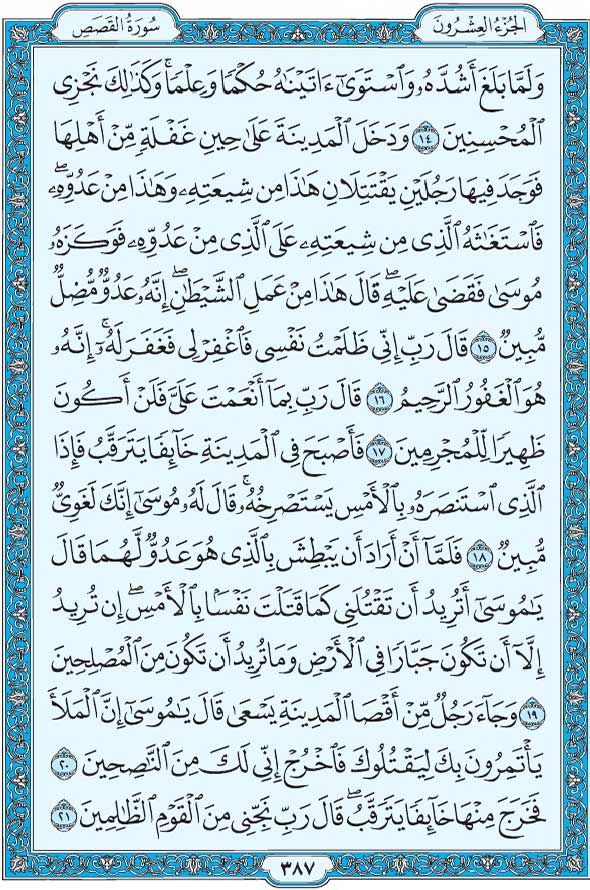 الجُزْءُ العِشْرُونَ
سُورَةُ القَصَصِ
وَلَمَّا بَلَغَ أَشُدَّهُۥ وَٱسْتَوَىٰٓ ءَاتَيْنَٰهُ حُكْمًا وَعِلْمًا ۚ وَكَذَٰلِكَ نَجْزِى
ٱلْمُحْسِنِينَ ١٤ وَدَخَلَ ٱلْمَدِينَةَ عَلَىٰ حِينِ غَفْلَةٍ مِّنْ أَهْلِهَا
فَوَجَدَ فِيهَا رَجُلَيْنِ يَقْتَتِلَانِ هَٰذَا مِن شِيعَتِهِۦ وَهَٰذَا مِنْ عَدُوِّهِۦ ۖ
فَٱسْتَغَٰثَهُ ٱلَّذِى مِن شِيعَتِهِۦ عَلَى ٱلَّذِى مِنْ عَدُوِّهِۦ فَوَكَزَهُۥ
مُوسَىٰ فَقَضَىٰ عَلَيْهِ ۖ قَالَ هَٰذَا مِنْ عَمَلِ ٱلشَّيْطَٰنِ ۖ إِنَّهُۥ عَدُوٌّ مُّضِلٌّ
مُّبِينٌ ١٥ قَالَ رَبِّ إِنِّى ظَلَمْتُ نَفْسِى فَٱغْفِرْ لِى فَغَفَرَ لَهُۥٓ ۚ إِنَّهُۥ
هُوَ ٱلْغَفُورُ ٱلرَّحِيمُ ١٦ قَالَ رَبِّ بِمَآ أَنْعَمْتَ عَلَىَّ فَلَنْ أَكُونَ
ظَهِيرًا لِّلْمُجْرِمِينَ ١٧ فَأَصْبَحَ فِى ٱلْمَدِينَةِ خَآئِفًا يَتَرَقَّبُ فَإِذَا
ٱلَّذِى ٱسْتَنصَرَهُۥ بِٱلْأَمْسِ يَسْتَصْرِخُهُۥ ۚ قَالَ لَهُۥ مُوسَىٰٓ إِنَّكَ لَغَوِىٌّ
مُّبِينٌ ١٨ فَلَمَّآ أَنْ أَرَادَ أَن يَبْطِشَ بِٱلَّذِى هُوَ عَدُوٌّ لَّهُمَا قَالَ
يَٰمُوسَىٰٓ أَتُرِيدُ أَن تَقْتُلَنِى كَمَا قَتَلْتَ نَفْسًۢا بِٱلْأَمْسِ ۖ إِن تُرِيدُ
إِلَّآ أَن تَكُونَ جَبَّارًا فِى ٱلْأَرْضِ وَمَا تُرِيدُ أَن تَكُونَ مِنَ ٱلْمُصْلِحِينَ
١٩ وَجَآءَ رَجُلٌ مِّنْ أَقْصَا ٱلْمَدِينَةِ يَسْعَىٰ قَالَ يَٰمُوسَىٰٓ إِنَّ ٱلْمَلَأَ
يَأْتَمِرُونَ بِكَ لِيَقْتُلُوكَ فَٱخْرُجْ إِنِّى لَكَ مِنَ ٱلنَّٰصِحِينَ ٢٠
فَخَرَجَ مِنْهَا خَآئِفًا يَتَرَقَّبُ ۖ قَالَ رَبِّ نَجِّنِى مِنَ ٱلْقَوْمِ ٱلظَّٰلِمِينَ ٢١
٣٨٧